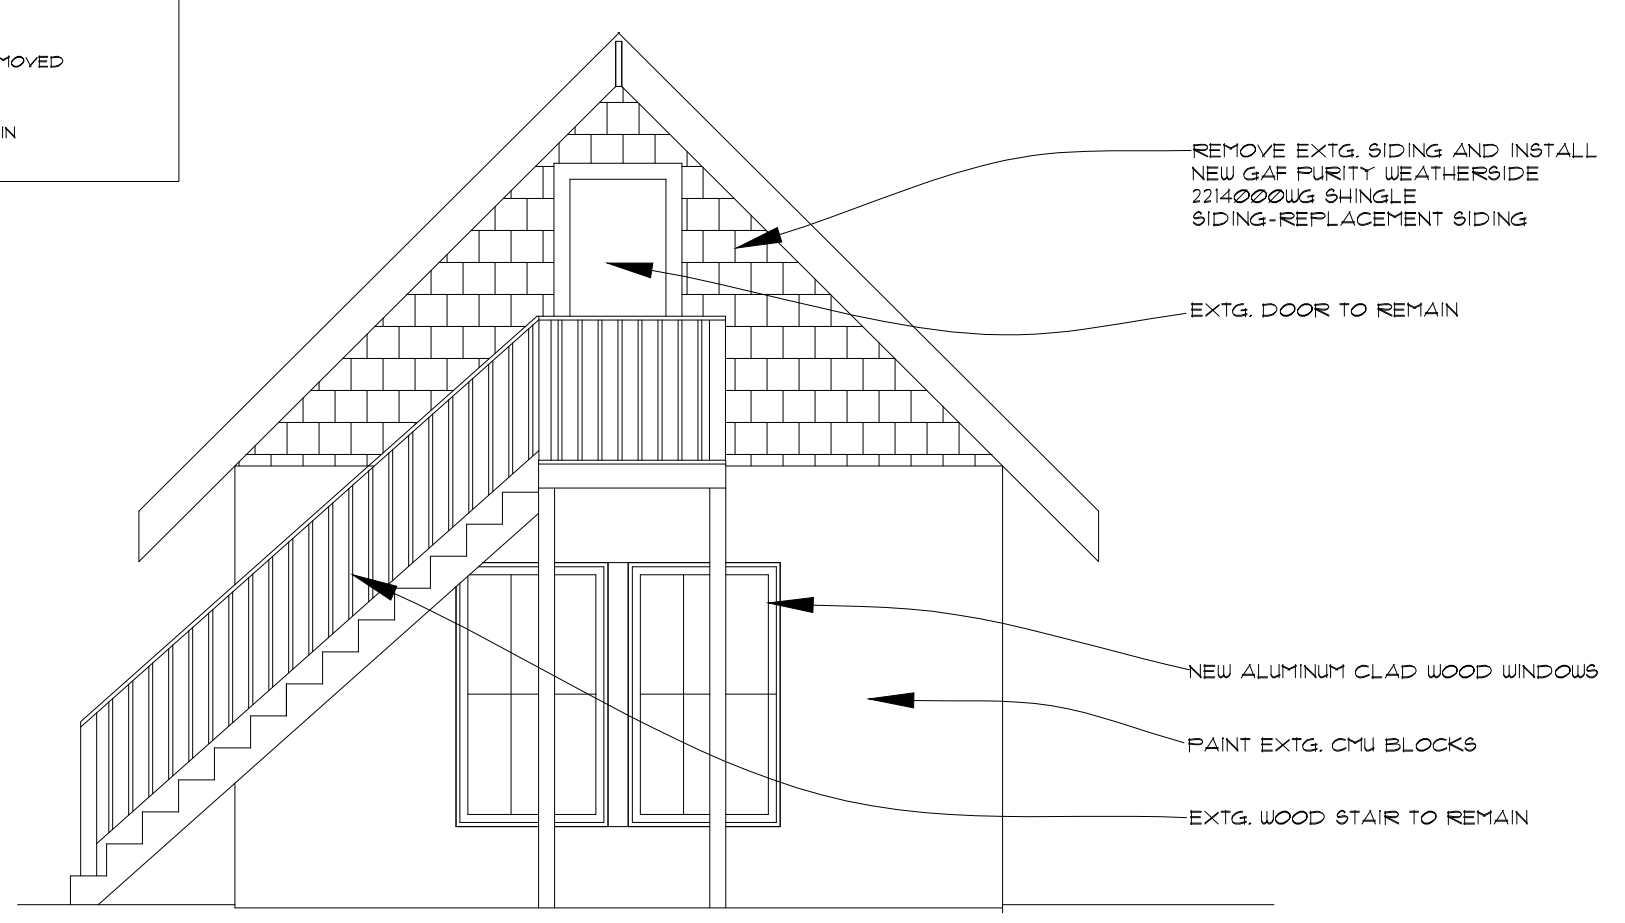 MOVED
IN
REMOVE EXTG. SIDING AND INSTALL
NEW GAF PURITY WEATHERSIDE
2214000WG SHINGLE
SIDING-REPLACEMENT SIDING
EXTG. DOOR TO REMAIN
NEW ALUMINUM CLAD WOOD WINDOWS
PAINT EXTG. CMU BLOCKS
EXTG. WOOD STAIR TO REMAIN